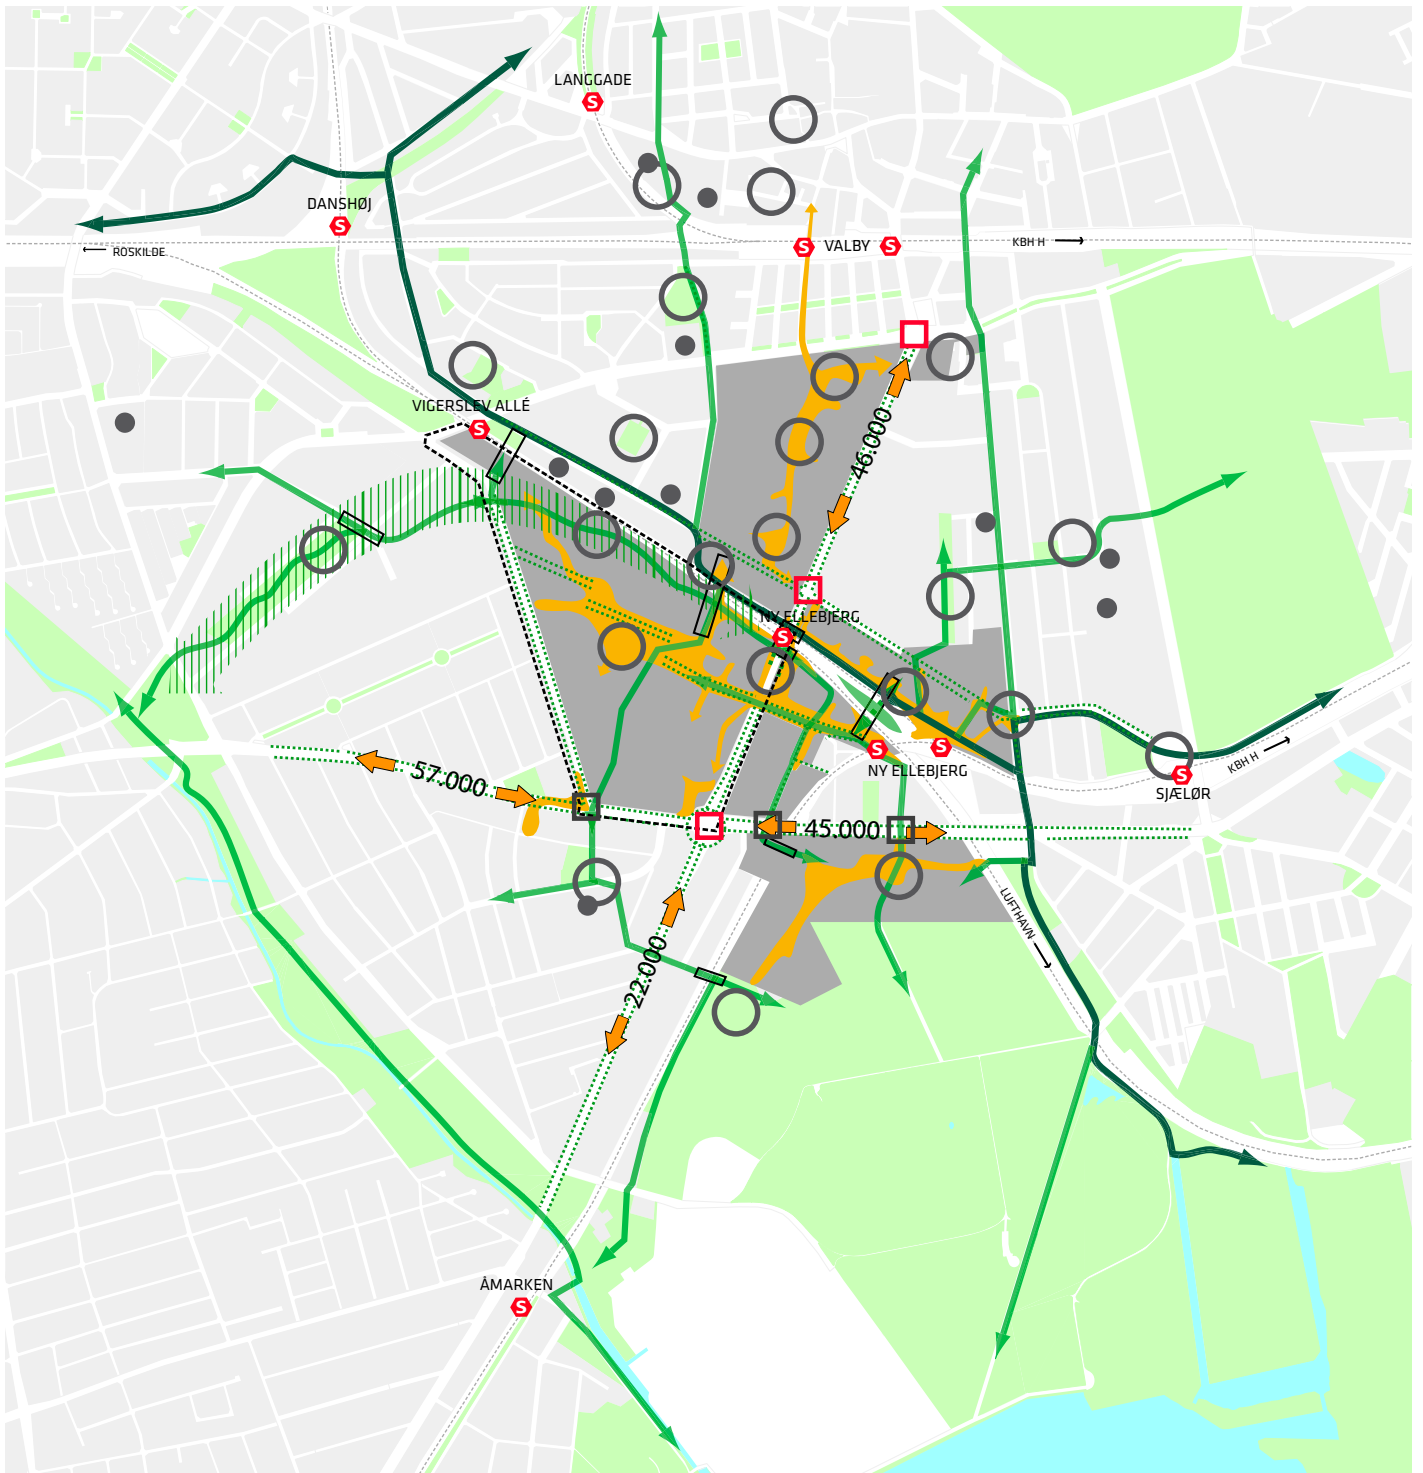 LANGGADE
S
DANSHØJ
S
ROSKILDE
S
VALBY
S
KBH H
VIGERSLEV ALLÉ
S
46.000
NY ELLEBJERG
S
57.000
S
S
NY ELLEBJERG
KBH H
S
SJÆLØR
45.000
LUFTHAVN
22.000
ÅMARKEN
S